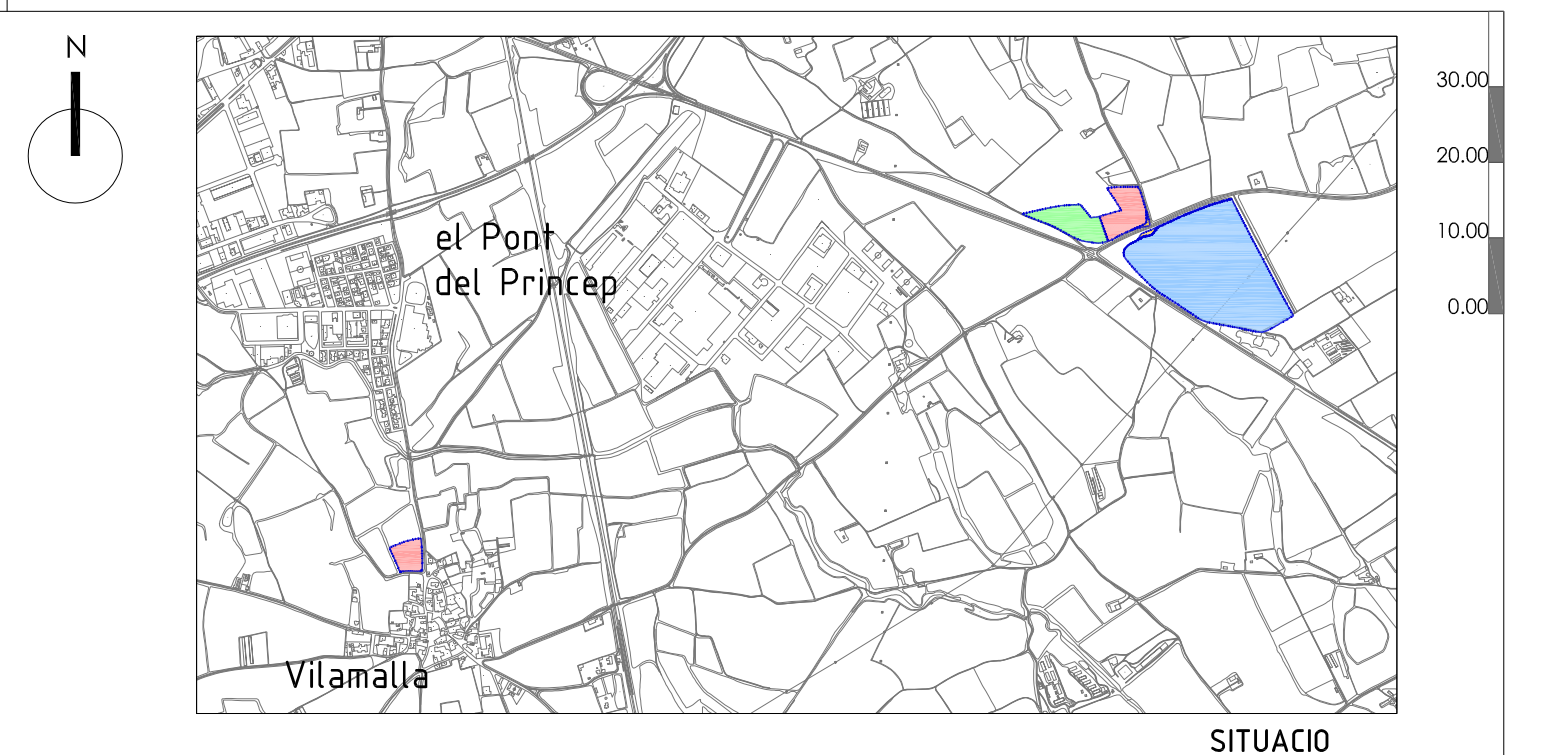 N
el Pont
del Princep
Vilamalla
30.00
20.00
10.00
0.00
SITUACIO